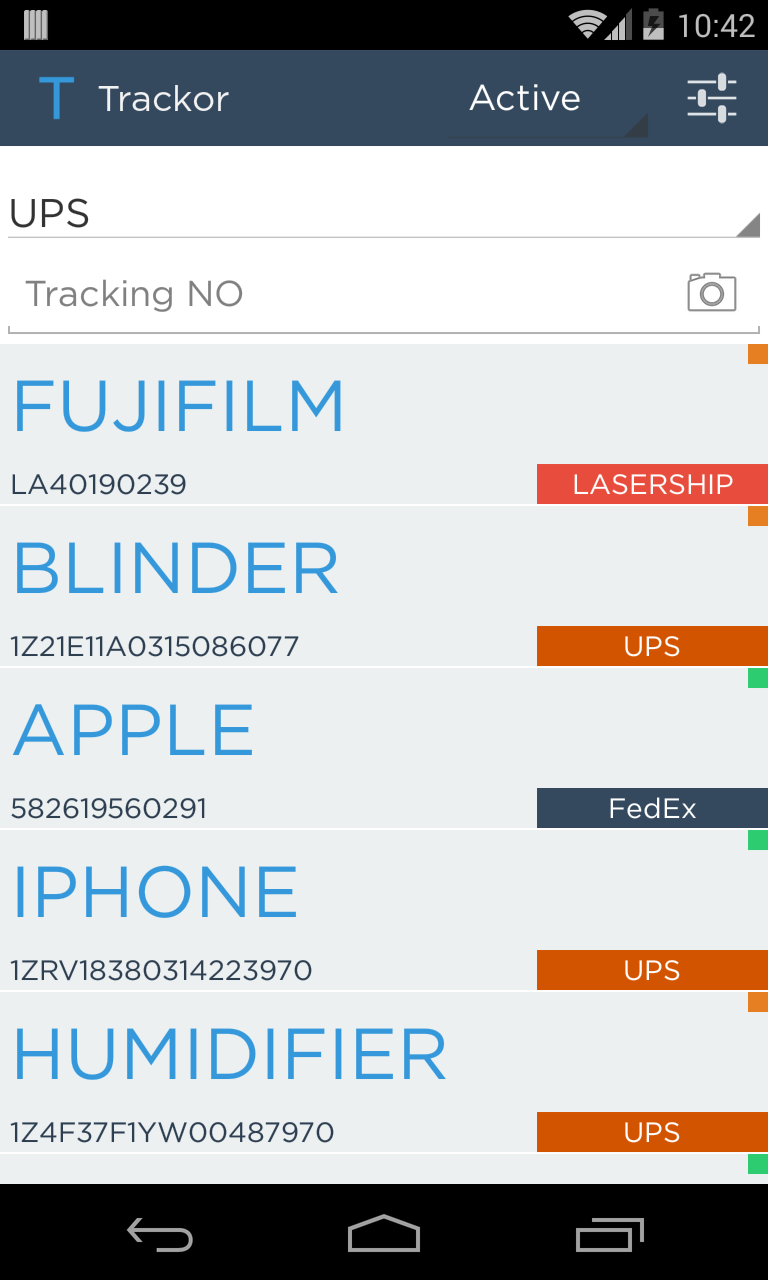 10:42
T Trackor Active
UPS
Tracking NO
FUJIFILM
LA40190239 LASERSHIP
BLINDER
1Z21E11A0315086077 UPS
APPLE
582619560291 FedEx
IPHONE
1ZRV18380314223970 UPS
HUMIDIFIER
1Z4F37F1YW00487970 UPS